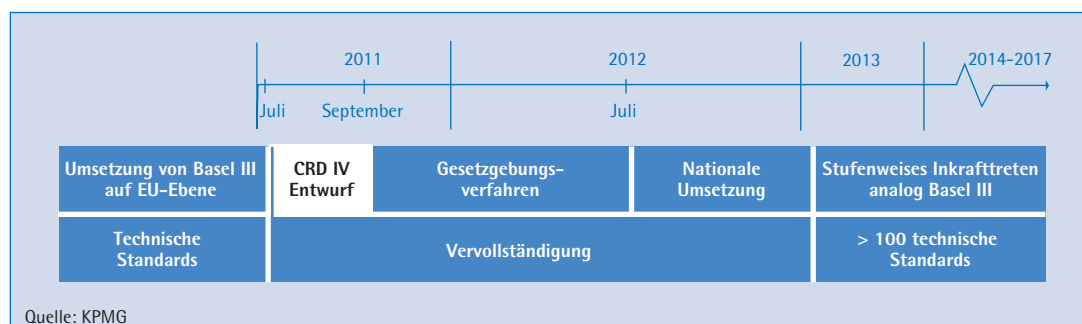 2011
2012
2013
2014-2017
Juli
September
Juli
Umsetzung von Basel III
auf EU-Ebene
CRD IV
Entwurf
Gesetzgebungs-
verfahren
Nationale
Umsetzung
Stufenweises Inkrafttreten
analog Basel III
Technische
Standards
Vervollständigung
> 100 technische
Standards
Quelle: KPMG